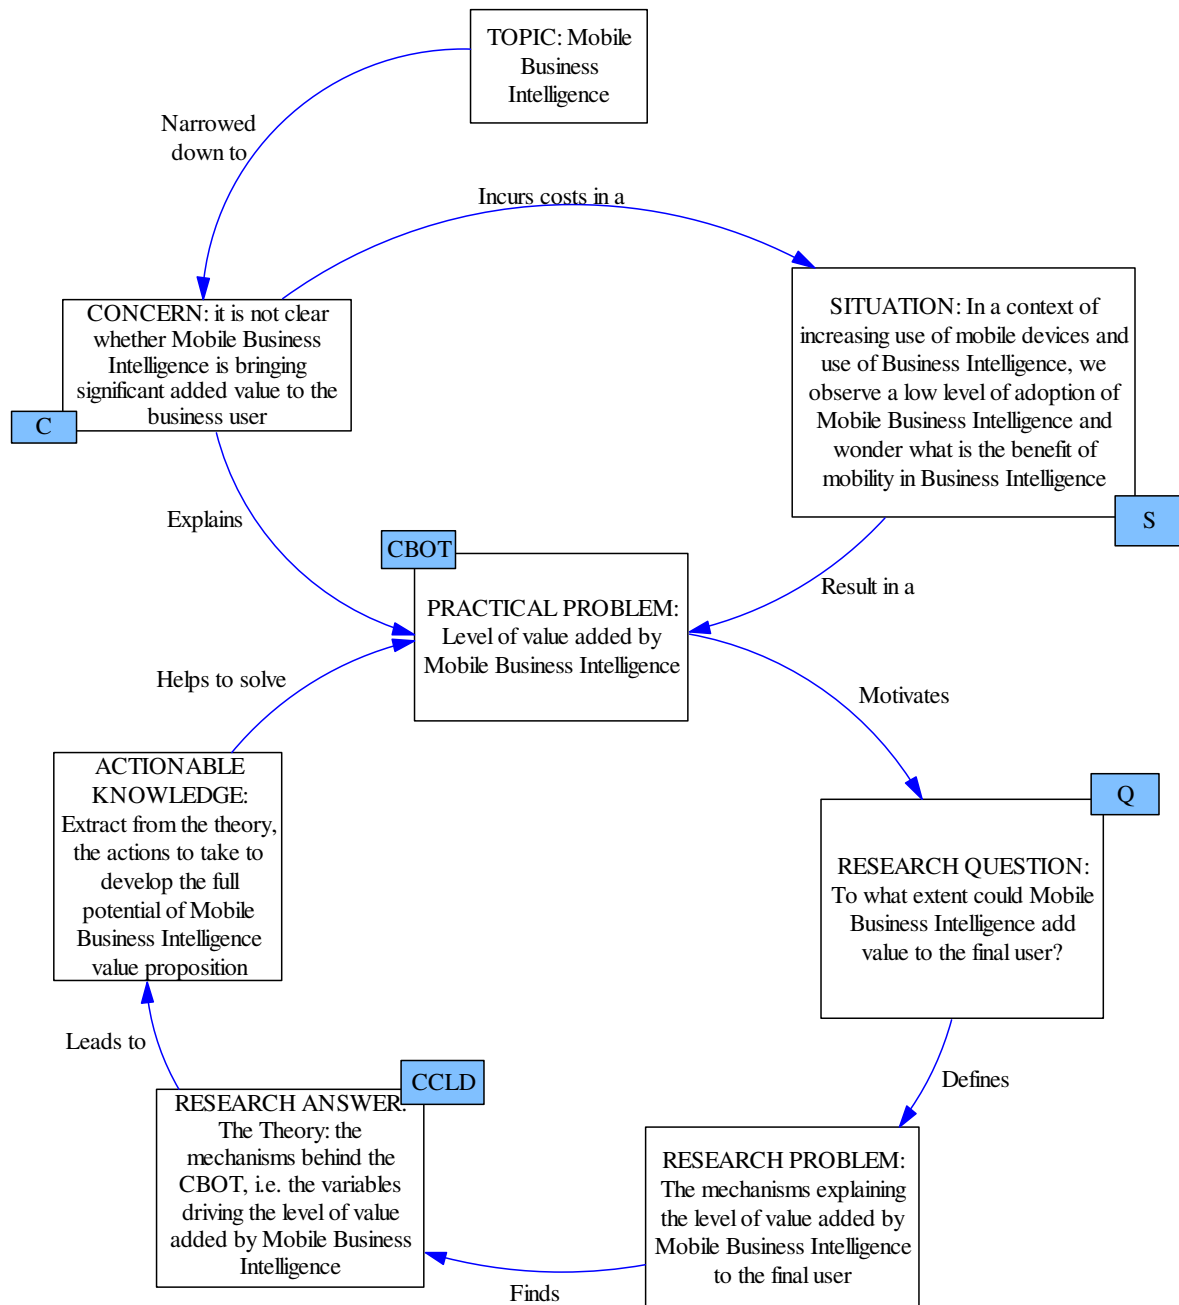 TOPIC: Mobile
Business
Intelligence
Narrowed
down to
Incurs costs in a
CONCERN: it is not clear
whether Mobile Business
Intelligence is bringing
significant added value to the
business user
C
SITUATION: In a context of
increasing use of mobile devices and
use of Business Intelligence, we
observe a low level of adoption of
Mobile Business Intelligence and
wonder what is the benefit of
mobility in Business Intelligence
S
Explains
CBOT
Result in a
PRACTICAL PROBLEM:
Level of value added by
Mobile Business Intelligence
Helps to solve
Motivates
ACTIONABLE
KNOWLEDGE:
Extract from the theory,
the actions to take to
develop the full
potential of Mobile
Business Intelligence
value proposition
Q
RESEARCH QUESTION:
To what extent could Mobile
Business Intelligence add
value to the final user?
Leads to
Defines
CCLD
RESEARCH ANSWER:
The Theory: the
mechanisms behind the
CBOT, i.e. the variables
driving the level of value
added by Mobile Business
Intelligence
RESEARCH PROBLEM:
The mechanisms explaining
the level of value added by
Mobile Business Intelligence
to the final user
Finds